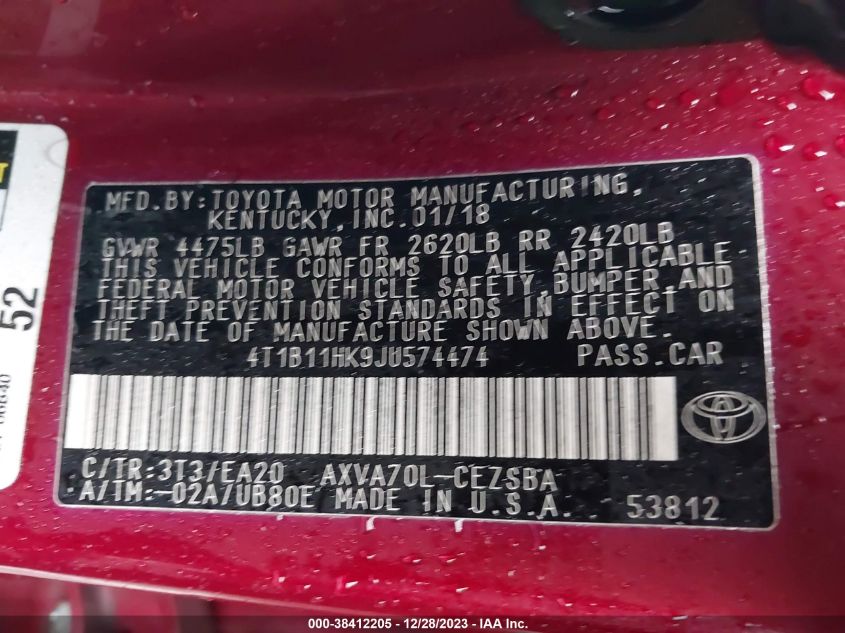 MFD.BY:TOYOTA MOTOR MANUFACTURING,
KENTUCKY,INC.01/18
GVWR 4475LB GAWR FR 2620LB RR 2420LB
THIS VEHICLE CONFORMS TO ALL APPLICABLE
FEDERAL MOTOR VEHICLE SAFETY,BUMPER,AND
THEFT PREVENTION STANDARDS IN EFFECT ON
THE DATE OF MANUFACTURE SHOWN ABOVE.
4T1B11HK9JU574474 PASS.CAR
C/TR:3T3/EA20 AXVA70L-CEZSBA
A/TM:-02A/UB80E MADE IN U.S.A. 53812
52
000-38412205 - 12/28/2023 - IAA Inc.